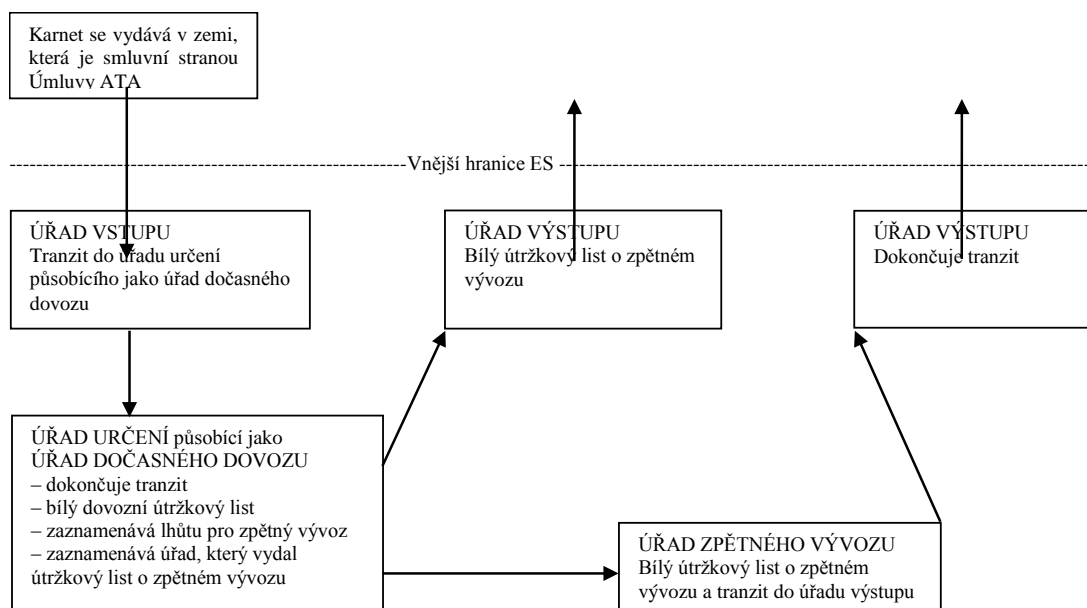 Karnet se vydává v zemi,
která je smluvní stranou
Úmluvy ATA
Vnější hranice ES
ÚŘAD VSTUPU
Tranzit do úřadu určení
působícího jako úřad dočasného
dovozu
ÚŘAD VÝSTUPU
Bílý útržkový list o zpětném
vývozu
ÚŘAD VÝSTUPU
Dokončuje tranzit
ÚŘAD URČENÍ působící jako
ÚŘAD DOČASNÉHO DOVOZU
– dokončuje tranzit
– bílý dovozní útržkový list
– zaznamenává lhůtu pro zpětný vývoz
– zaznamenává úřad, který vydal
útržkový list o zpětném vývozu
ÚŘAD ZPĚTNÉHO VÝVOZU
Bílý útržkový list o zpětném
vývozu a tranzit do úřadu výstupu